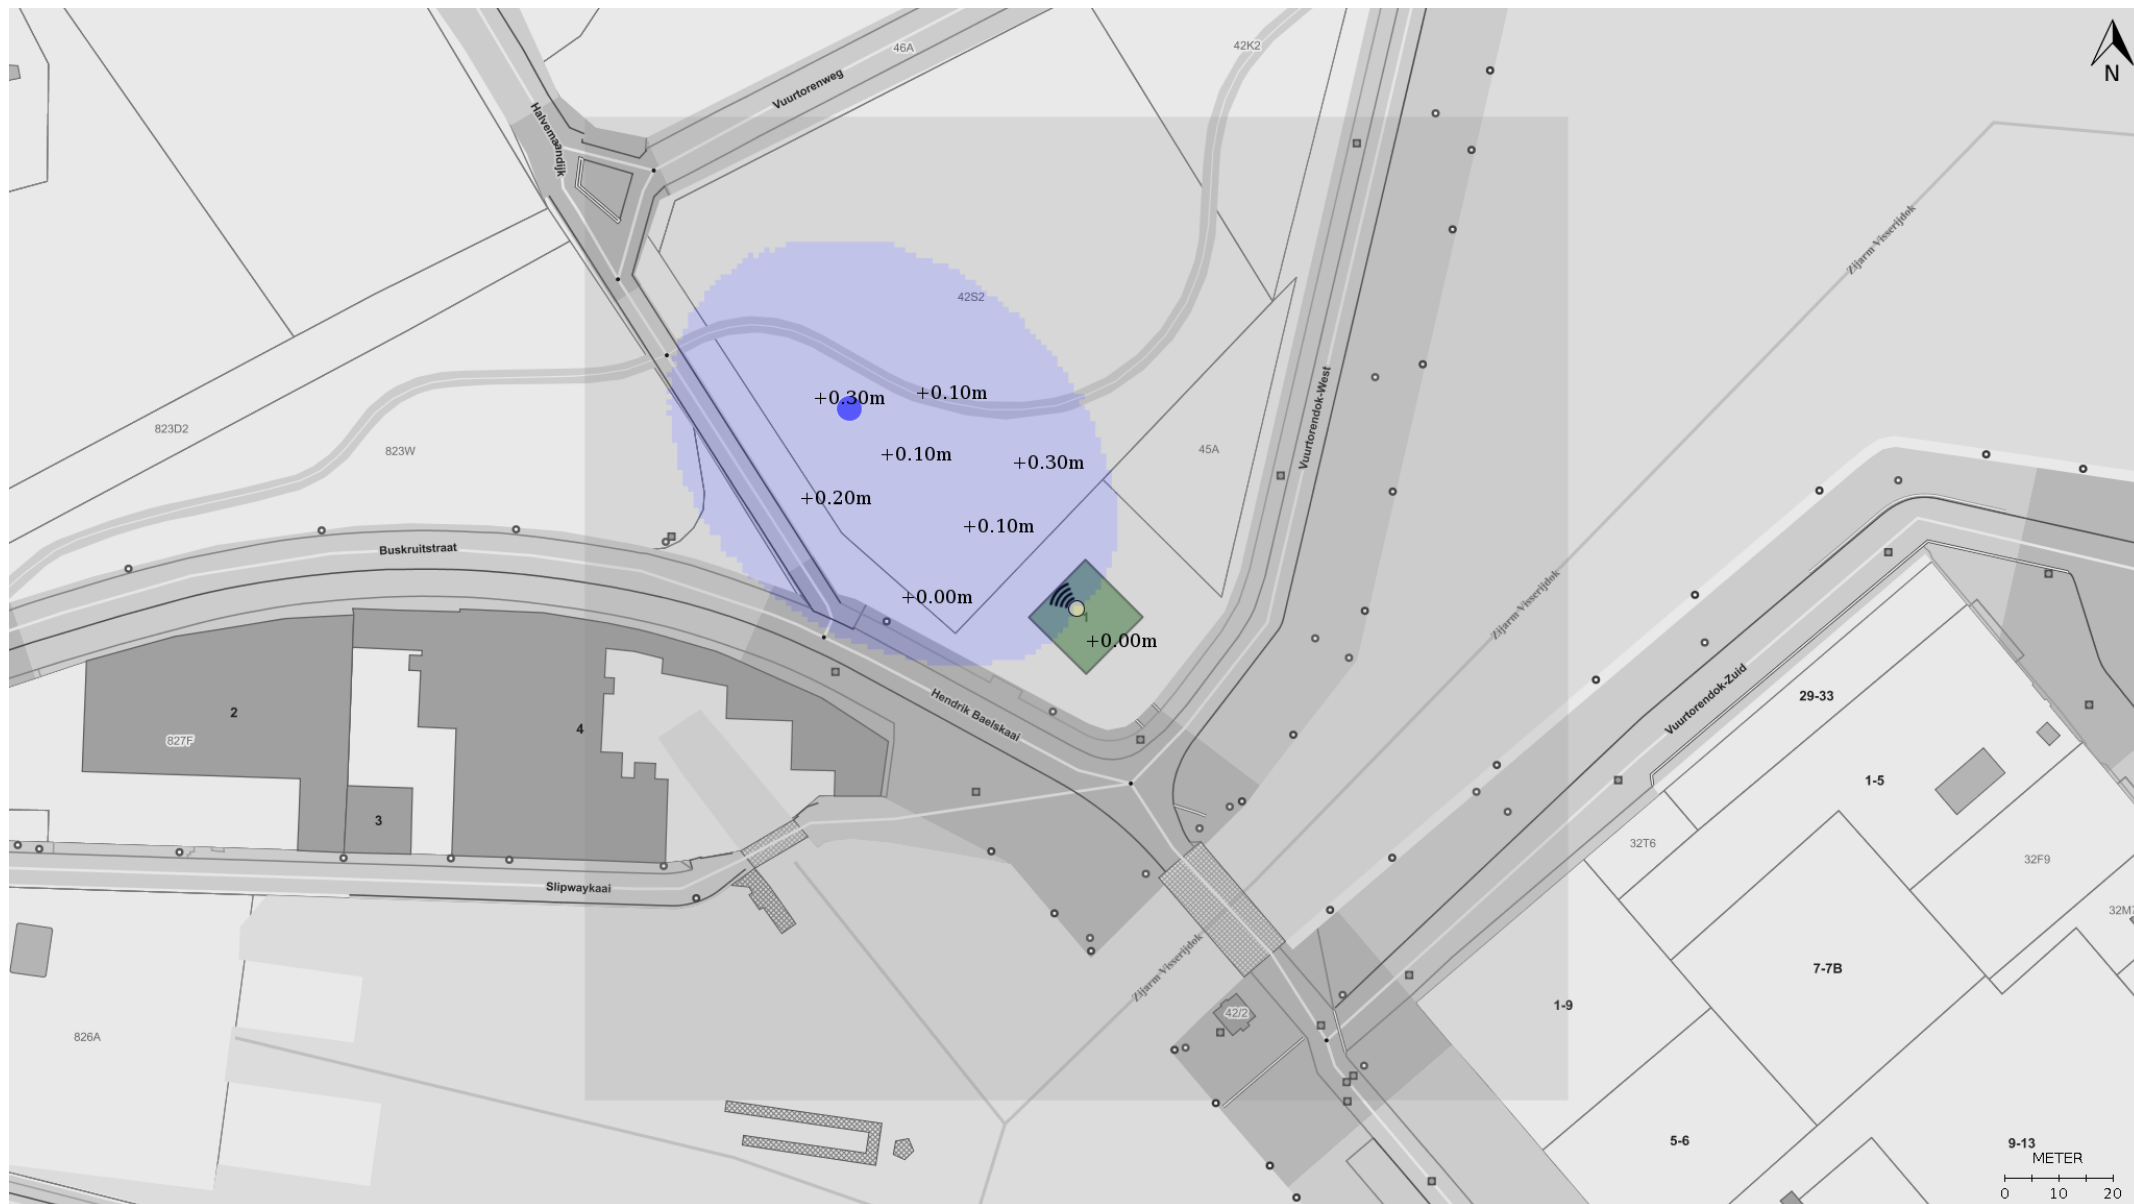 46A
42K2
N
Vuurtorenweg
Halvemaandijk
Zijarm Visserijdok
42S2
+0.30m
+0.10m
823D2
823W
+0.10m
+0.30m
45A
Vuurtorendok-West
+0.20m
+0.10m
Buskruitstraat
+0.00m
1
+0.00m
Zijarm Visserijdok
2
827F
4
Hendrik Baelskaai
29-33
Vuurtorendok-Zuid
1-5
3
32T6
32F9
Slipwaykaai
7-7B
Zijarm Visserijdok
42/2
1-9
826A
5-6
9-13
METER
0 10 20